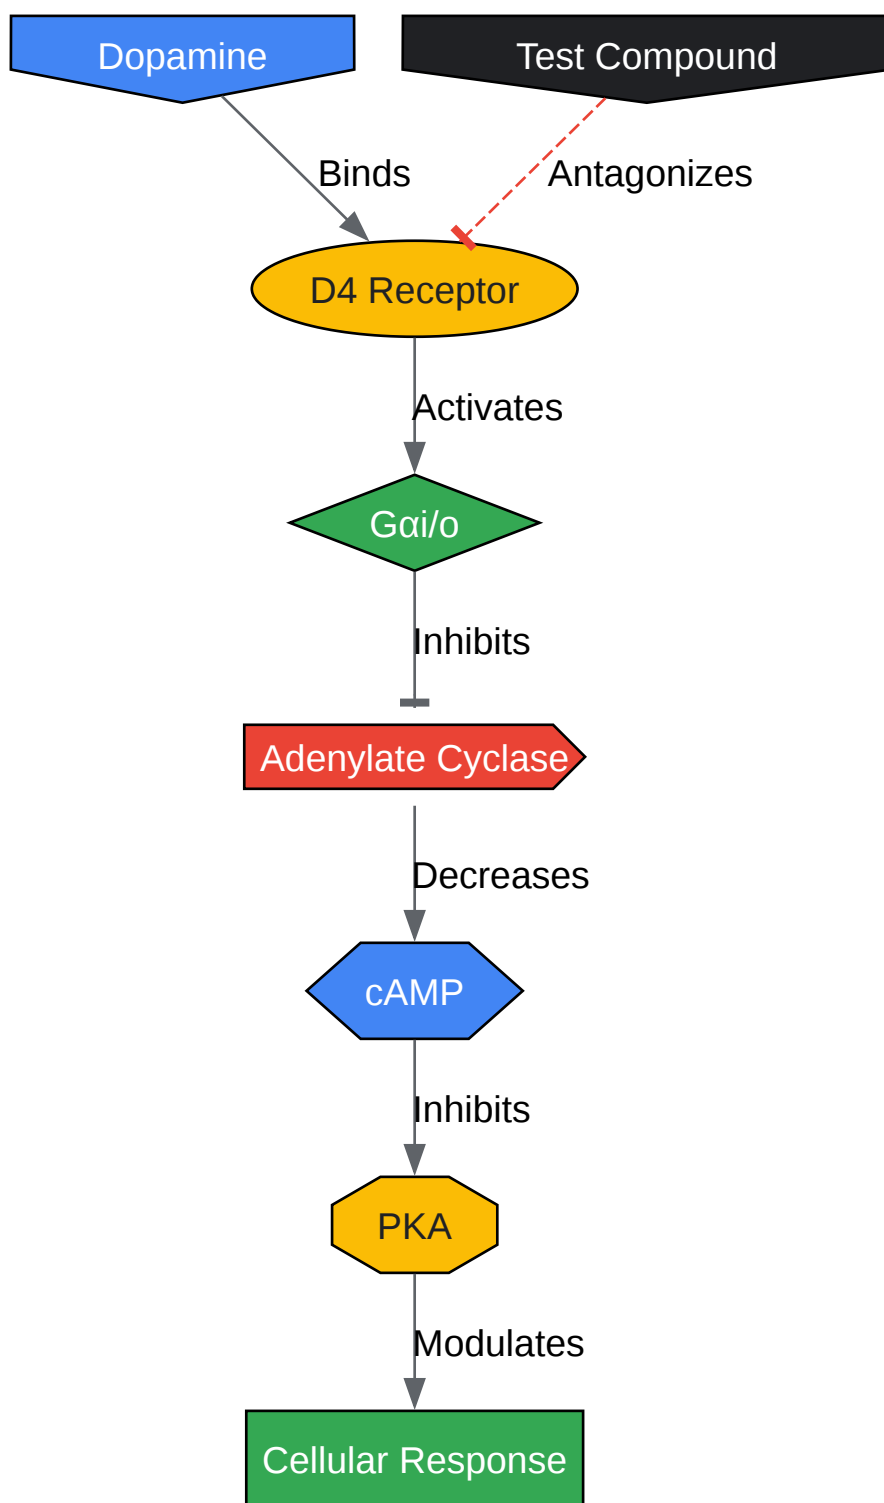 Dopamine
Test Compound
Binds
Antagonizes
D4 Receptor
Activates
Gαi/o
Inhibits
Adenylate Cyclase
Decreases
cAMP
Inhibits
PKA
Modulates
Cellular Response